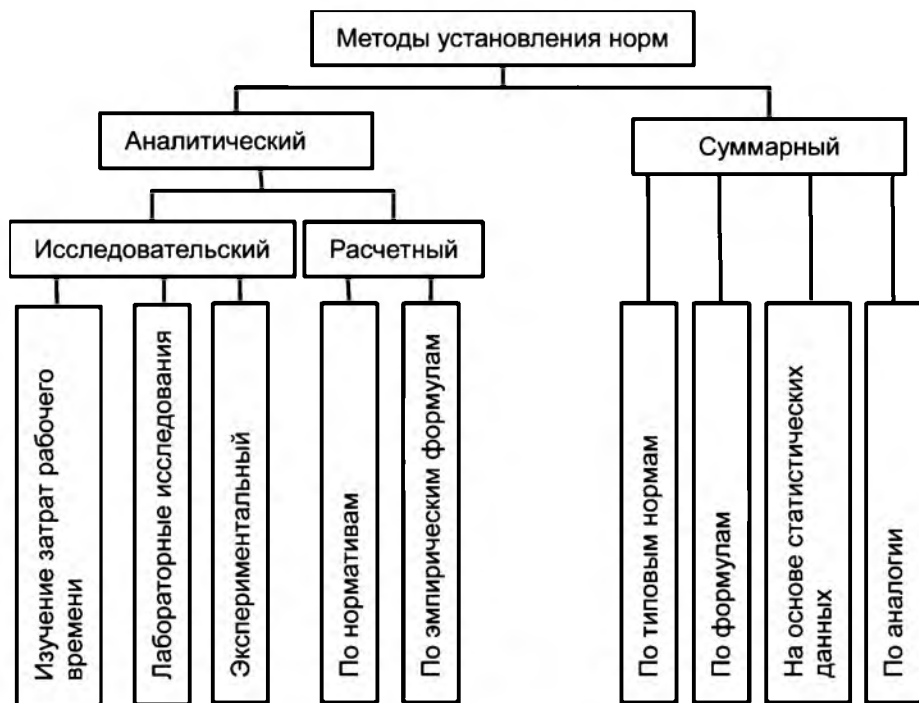 Методы установления норм
Аналитический
Суммарный
Исследовательский
Расчетный
Изучение затрат рабочего
времени
Лабораторные исследования
Экспериментальный
По нормативам
По эмпирическим формулам
По типовым нормам
По формулам
На основе статистических
данных
По аналогии